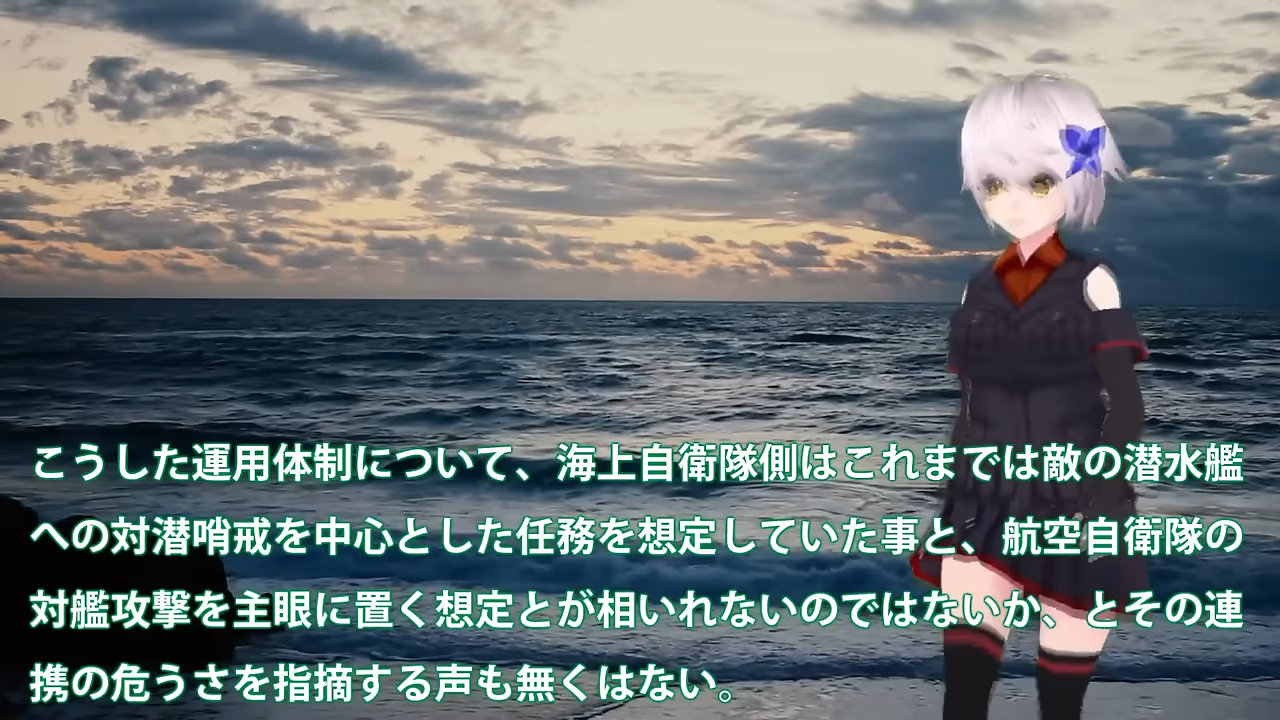 こうした運用体制について、海上自衛隊側はこれまでは敵の潜水艦
への対潜哨戒を中心とした任務を想定していた事と、航空自衛隊の
対艦攻撃を主眼に置く想定とが相いれないのではないか、とその連
携の危うさを指摘する声も無くはない。